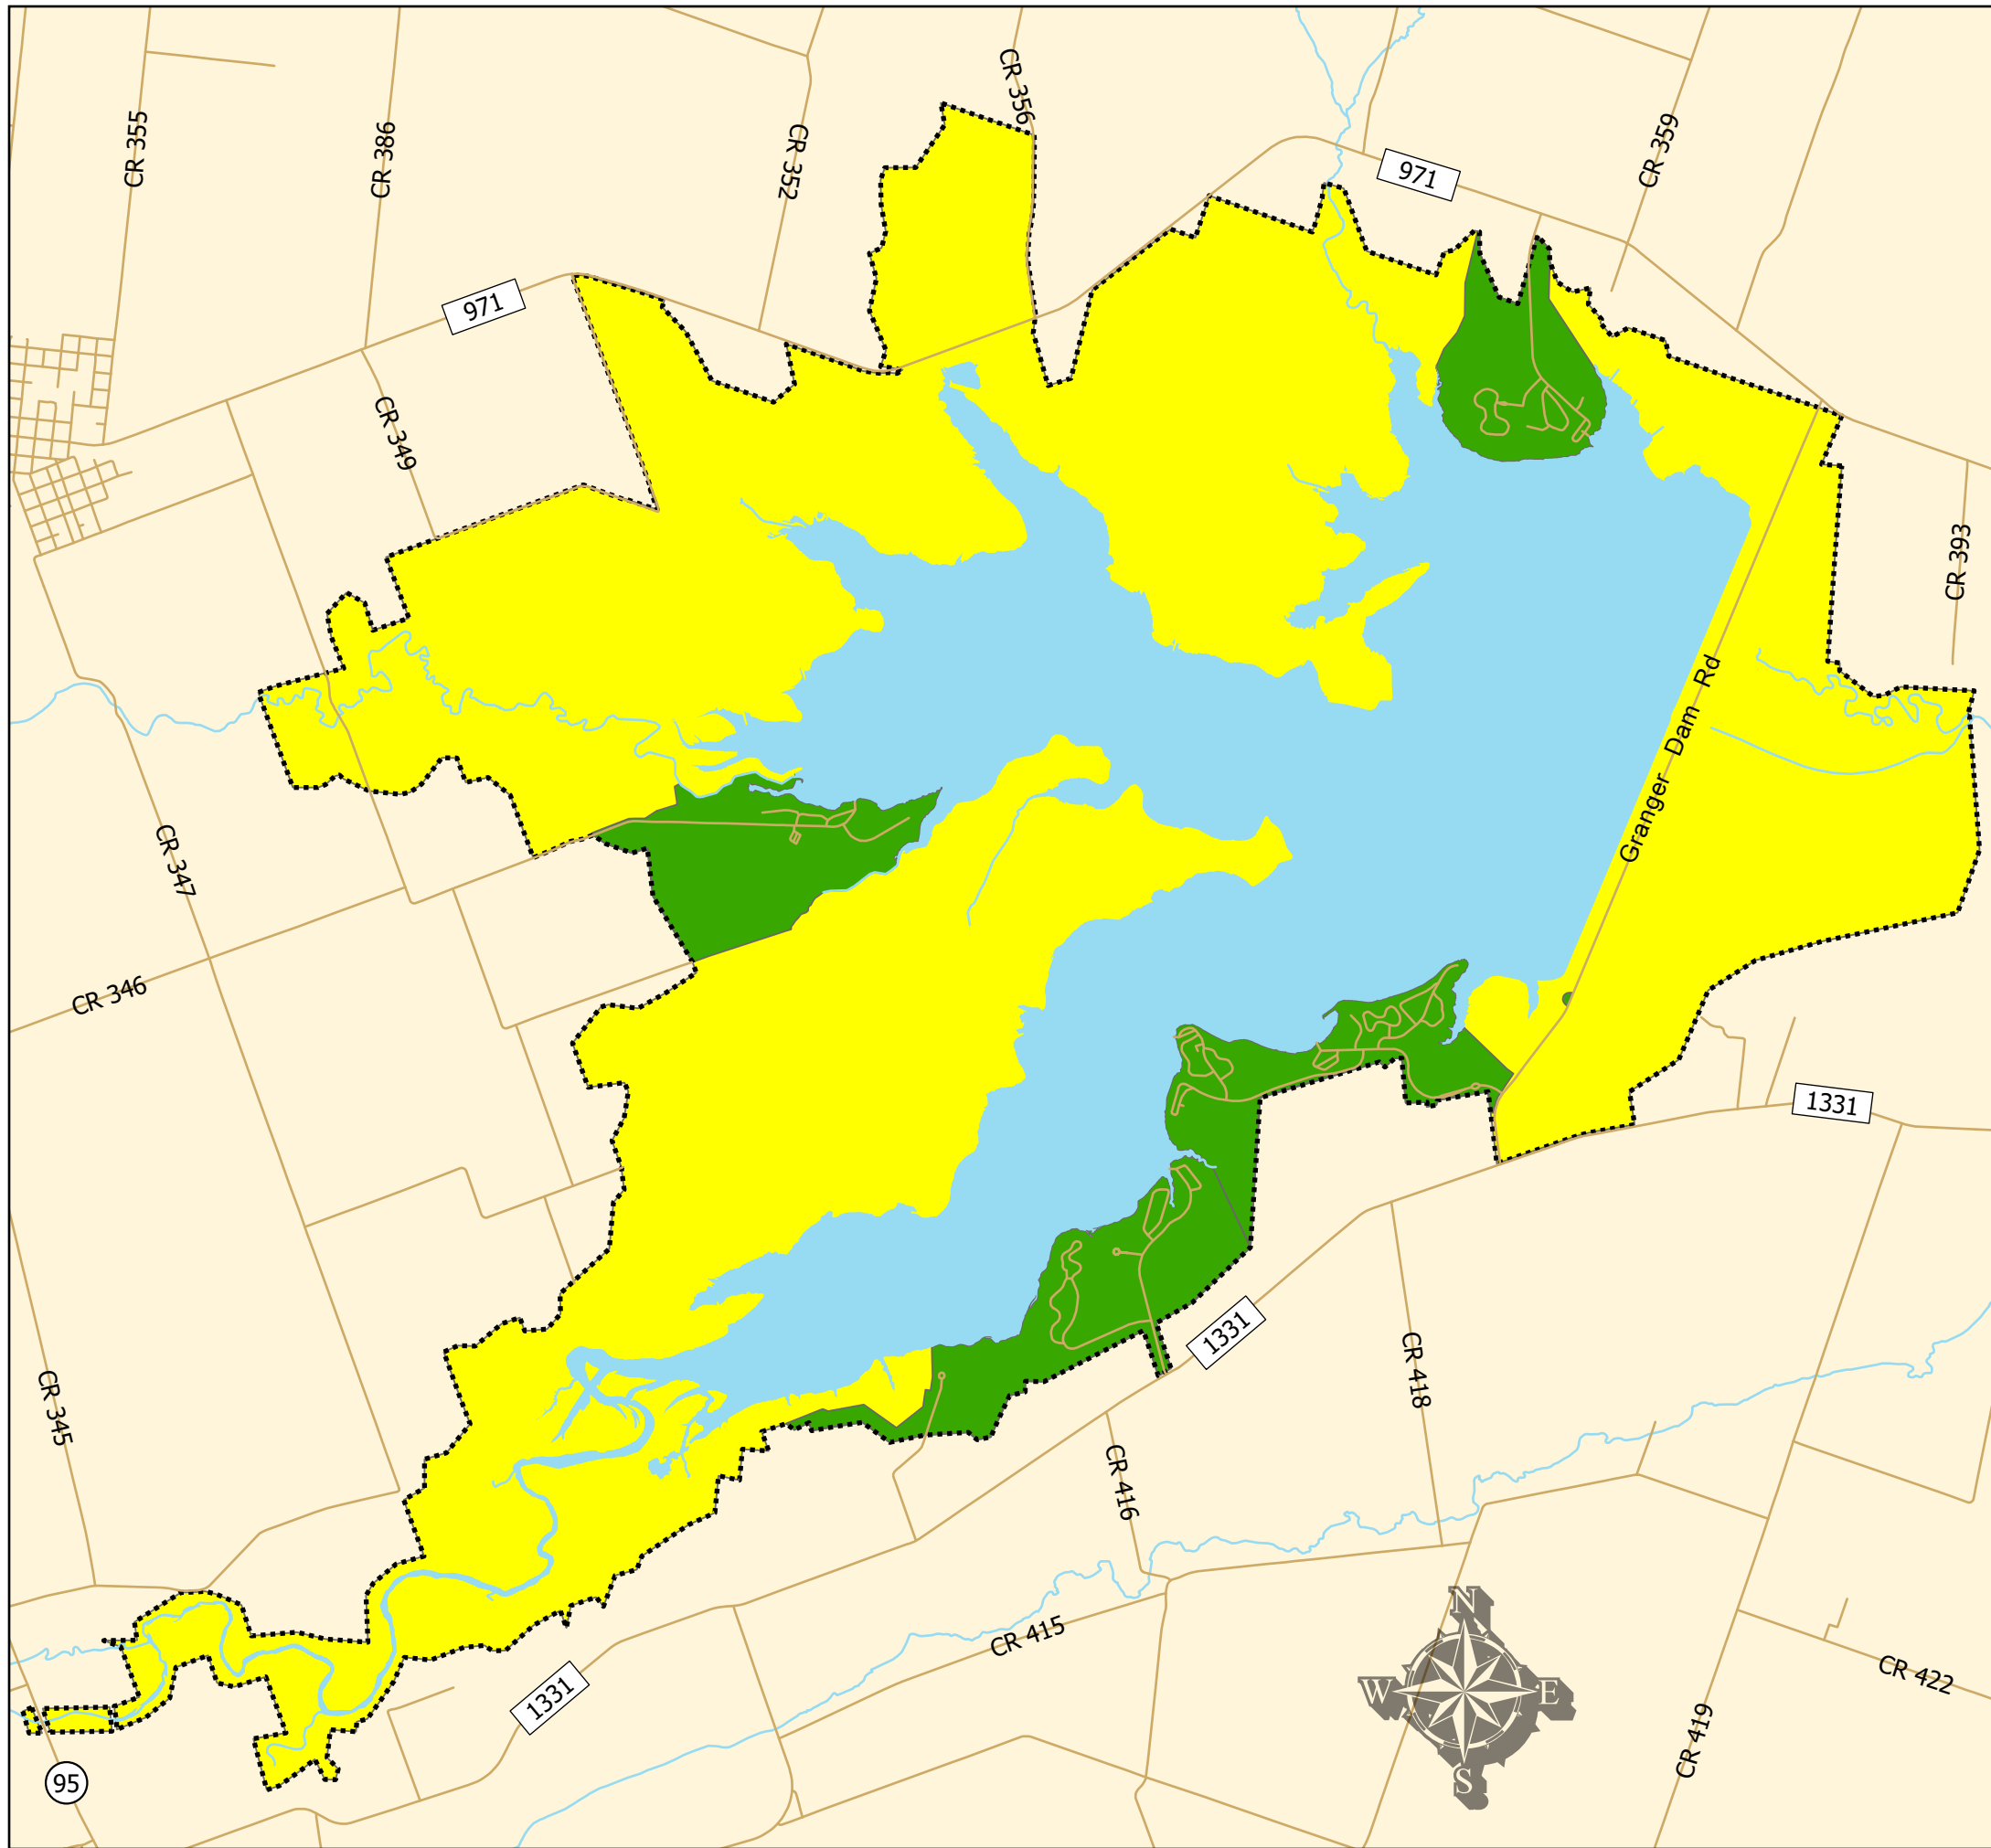 CR 356
CR 355
CR 386
CR 352
CR 359
971
971
CR 349
CR 393
Granger Dam Rd
CR 347
CR 346
1331
1331
CR 418
CR 345
CR 416
N
CR 415
CR 422
W
E
1331
CR 419
95
S